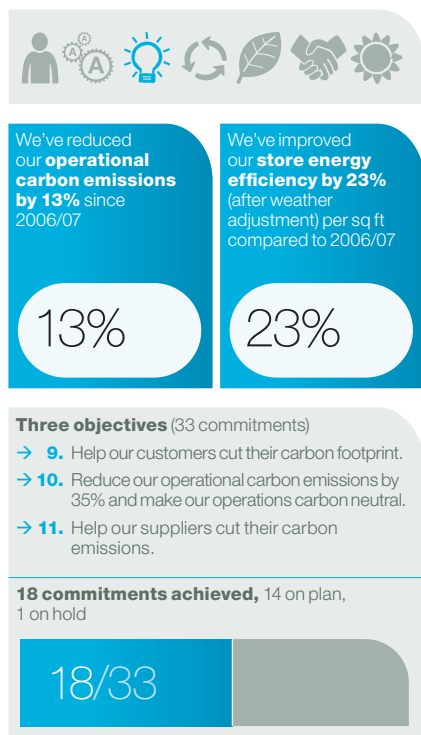 A A A
We've reduced
our operational
carbon emissions
by 13% since
2006/07
13%
We've improved
our store energy
efficiency by 23%
(after weather
adjustment) per sq ft
compared to 2006/07
23%
Three objectives (33 commitments)
→ 9. Help our customers cut their carbon footprint.
→ 10. Reduce our operational carbon emissions by
35% and make our operations carbon neutral.
→ 11. Help our suppliers cut their carbon
emissions.
18 commitments achieved, 14 on plan,
1 on hold
18/33